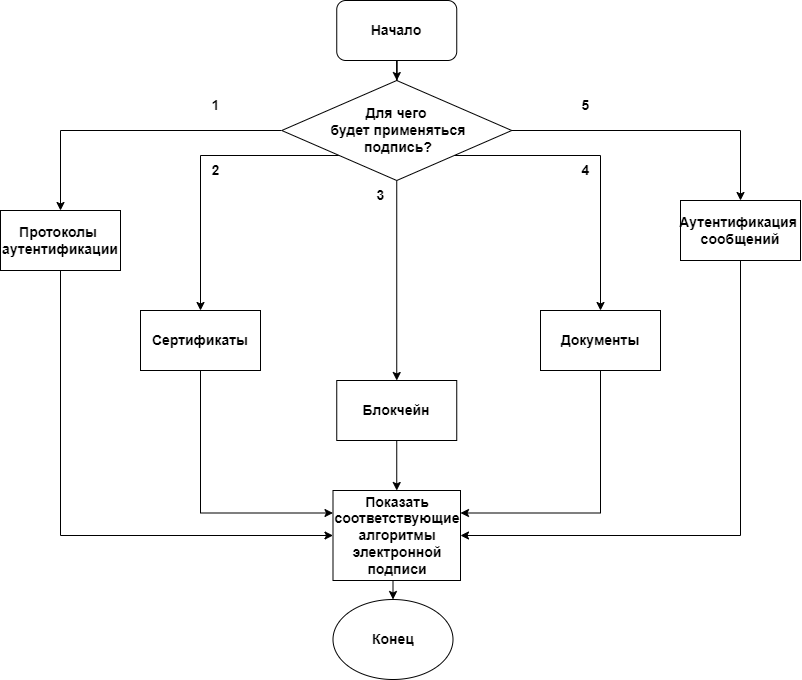 Начало
Для чего
будет применяться
подпись?
1
5
2
4
3
Протоколы
аутентификации
Аутентификация
сообщений
Сертификаты
Документы
Блокчейн
Показать
соответствующие
алгоритмы
электронной
подписи
Конец